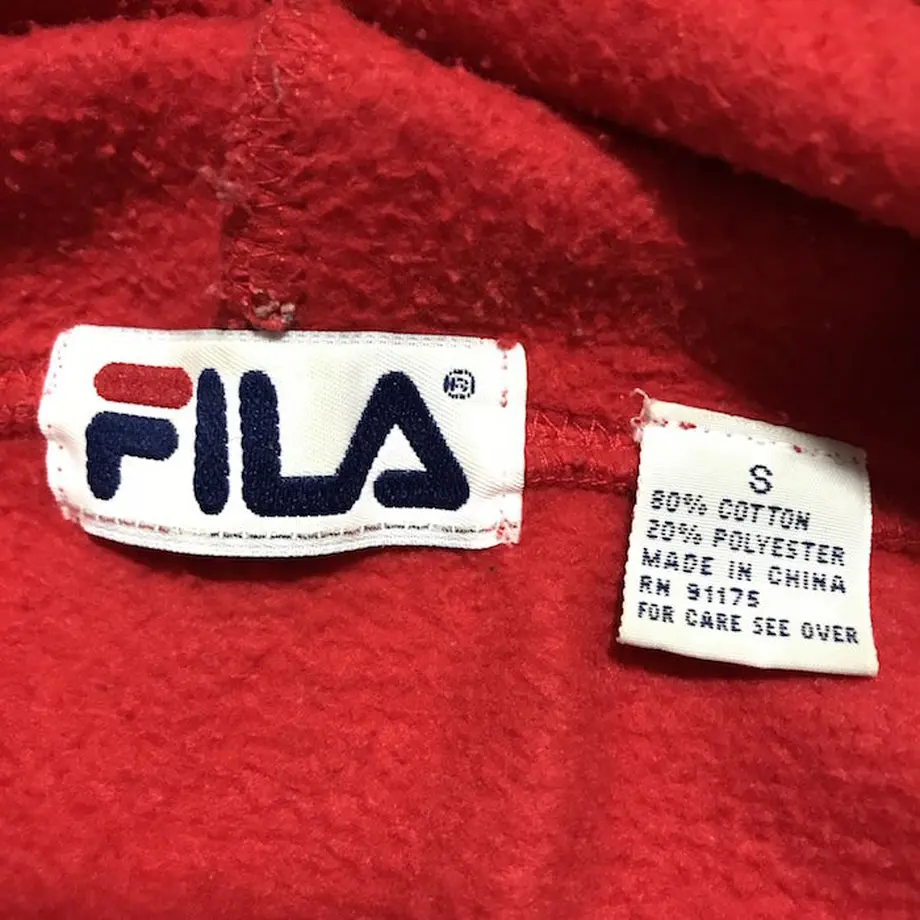 FILA®
S
80% COTTON
20% POLYESTER
MADE IN CHINA
RN 91175
FOR CARE SEE OVER